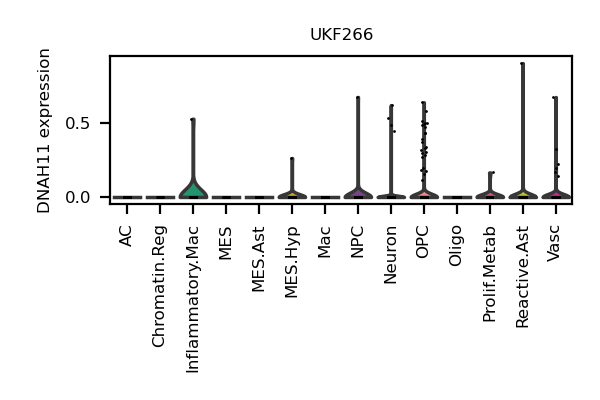 UKF266
DNAH11 expression
0.5
0.0
AC
Chromatin.Reg
Inflammatory.Mac
MES
MES.Ast
MES.Hyp
Mac
NPC
Neuron
OPC
Oligo
Prolif.Metab
Reactive.Ast
Vasc